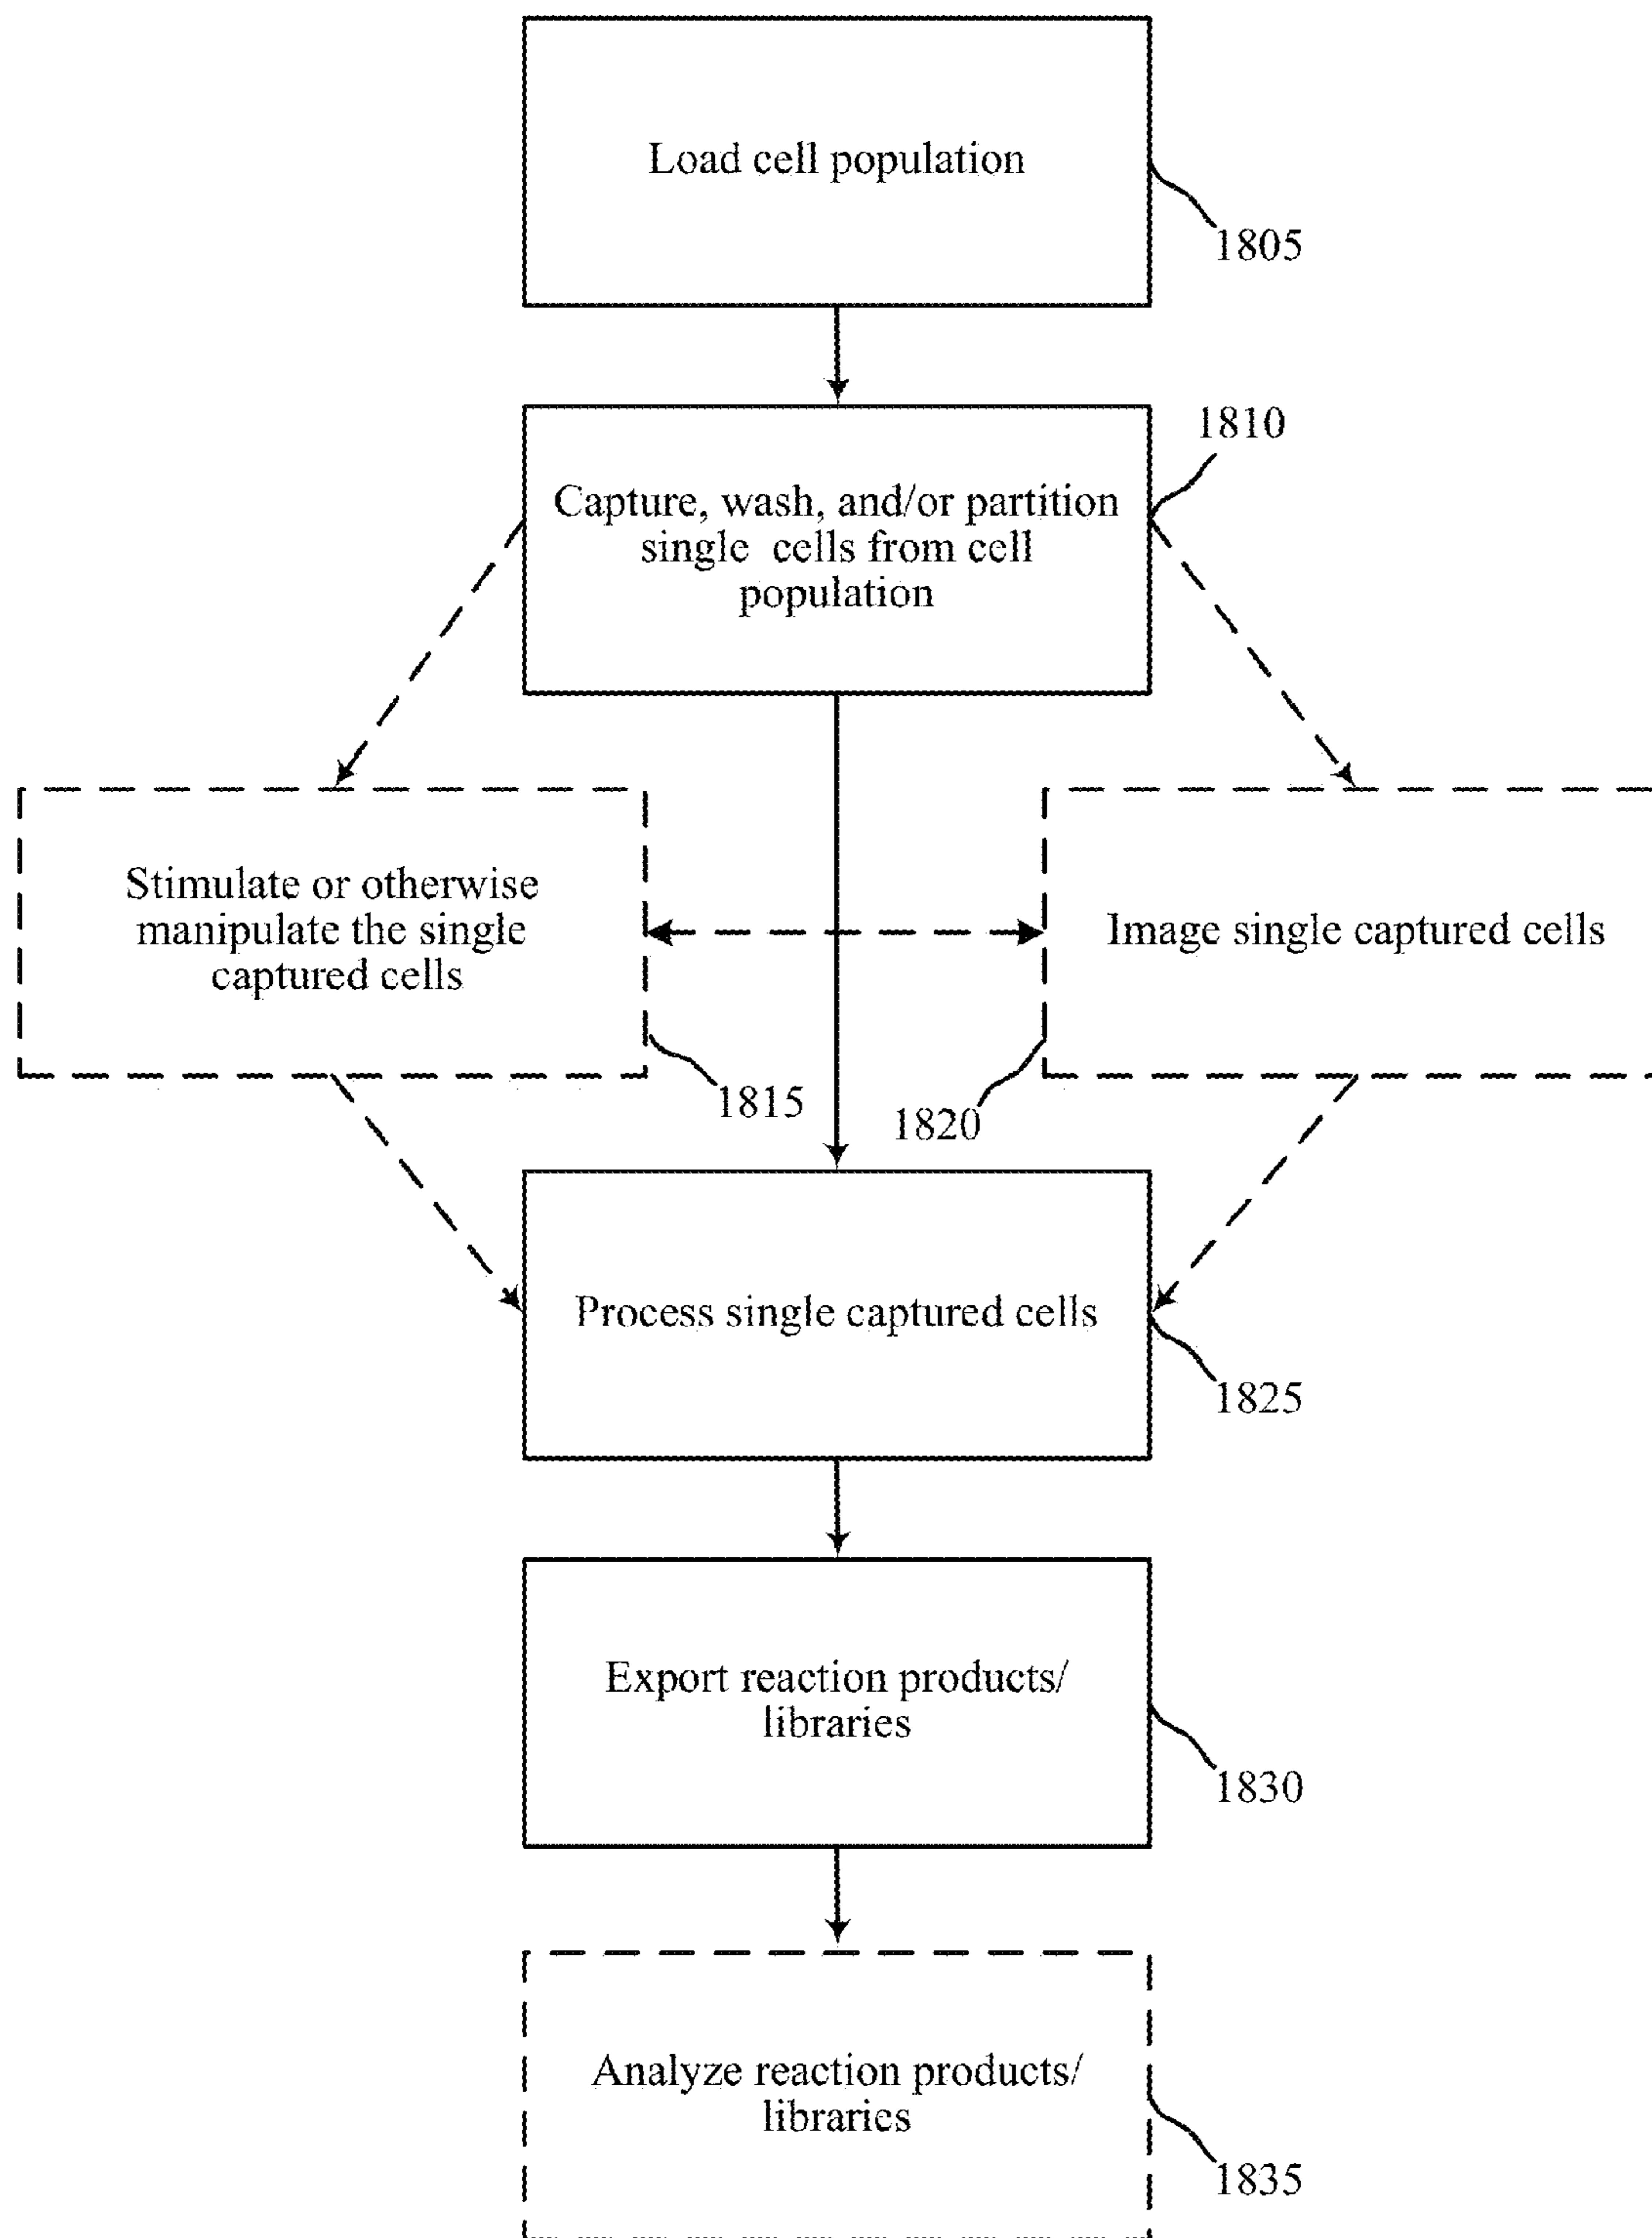 Load cell population
1805
1810
Capture, wash, and/or partition
single cells from cell
population
Stimulate or otherwise
manipulate the single
captured cells
Image single captured cells
1815
1820
Process single captured cells
1825
Export reaction products/
libraries
1830
Analyze reaction products/
libraries
1835